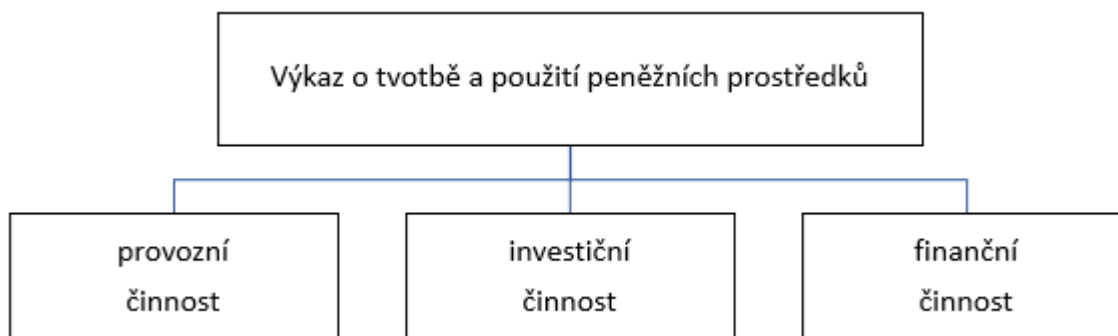 Výkaz o tvotbě a použití peněžních prostředků
provozní
činnost
investiční
činnost
finanční
činnost